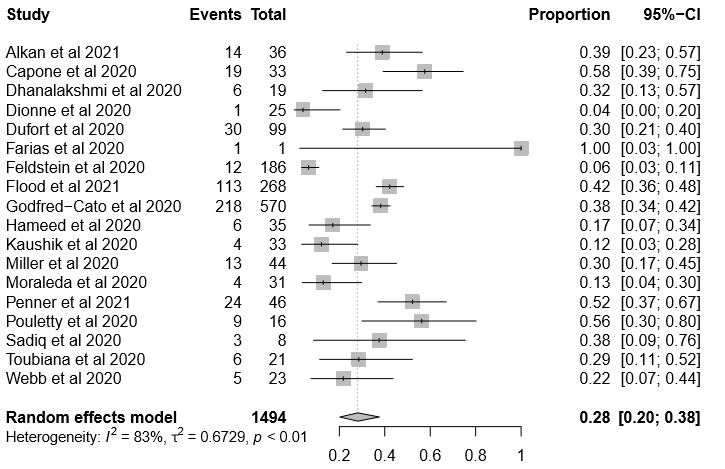 Study Events Total Proportion 95%−CI
Alkan et al 2021 14 36 0.39 [0.23; 0.57]
Capone et al 2020 19 33 0.58 [0.39; 0.75]
Dhanalakshmi et al 2020 6 19 0.32 [0.13; 0.57]
Dionne et al 2020 1 25 0.04 [0.00; 0.20]
Dufort et al 2020 30 99 0.30 [0.21; 0.40]
Farias et al 2020 1 1 1.00 [0.03; 1.00]
Feldstein et al 2020 12 186 0.06 [0.03; 0.11]
Flood et al 2021 113 268 0.42 [0.36; 0.48]
Godfred−Cato et al 2020 218 570 0.38 [0.34; 0.42]
Hameed et al 2020 6 35 0.17 [0.07; 0.34]
Kaushik et al 2020 4 33 0.12 [0.03; 0.28]
Miller et al 2020 13 44 0.30 [0.17; 0.45]
Moraleda et al 2020 4 31 0.13 [0.04; 0.30]
Penner et al 2021 24 46 0.52 [0.37; 0.67]
Pouletty et al 2020 9 16 0.56 [0.30; 0.80]
Sadiq et al 2020 3 8 0.38 [0.09; 0.76]
Toubiana et al 2020 6 21 0.29 [0.11; 0.52]
Webb et al 2020 5 23 0.22 [0.07; 0.44]
Random effects model 1494 0.28 [0.20; 0.38]
Heterogeneity: I² = 83%, τ² = 0.6729, p < 0.01
0.2 0.4 0.6 0.8 1